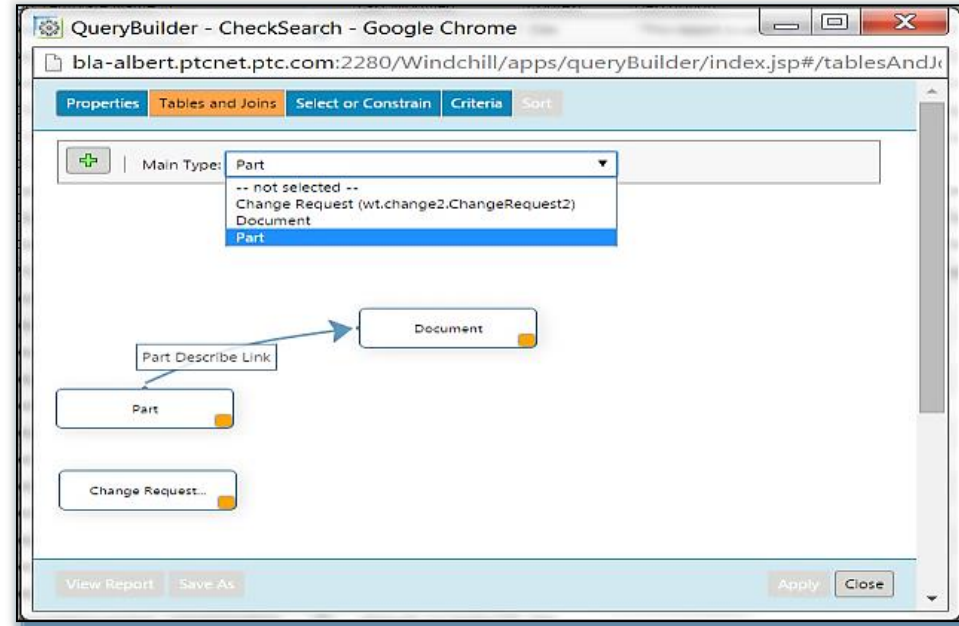 QueryBuilder - CheckSearch - Google Chrome
bla-albert.ptcnet.ptc.com:2280/Windchill/apps/queryBuilder/index.jsp#/tablesAndJo
Properties Tables and Joins Select or Constrain Criteria Sort
Main Type: Part
-- not selected --
Change Request (wt.change2.ChangeRequest2)
Document
Part
Document
Part Describe Link
Part
Change Request...
View Report Save As Apply Close